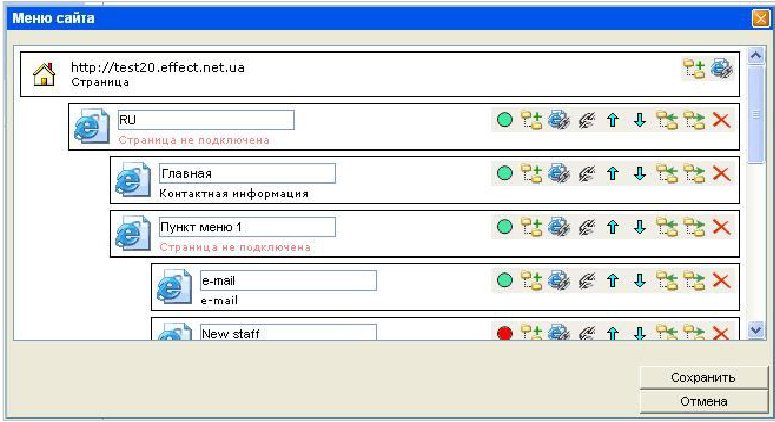 Меню сайта
http://test20.effect.net.ua
Страница
RU
Страница не подключена
Главная
Контактная информация
Пункт меню 1
Страница не подключена
e-mail
e-mail
New staff
Сохранить
Отмена